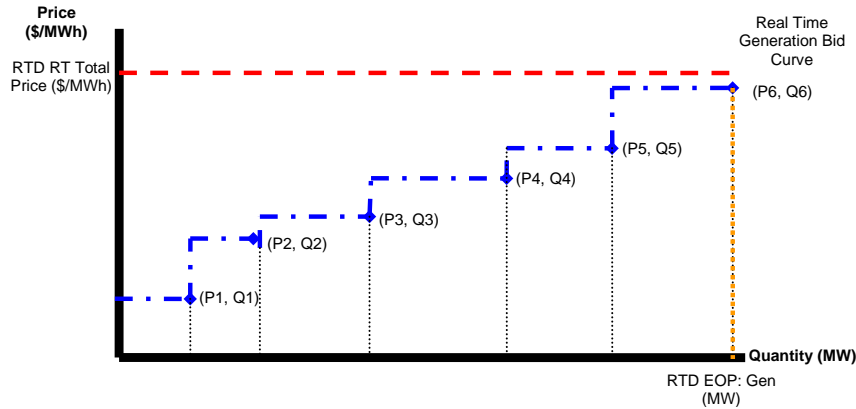 Price
($/MWh)
Real Time
Generation Bid
Curve
RTD RT Total
Price ($/MWh)
(P6, Q6)
(P5, Q5)
(P4, Q4)
(P3, Q3)
(P2, Q2)
(P1, Q1)
Quantity (MW)
RTD EOP: Gen
(MW)